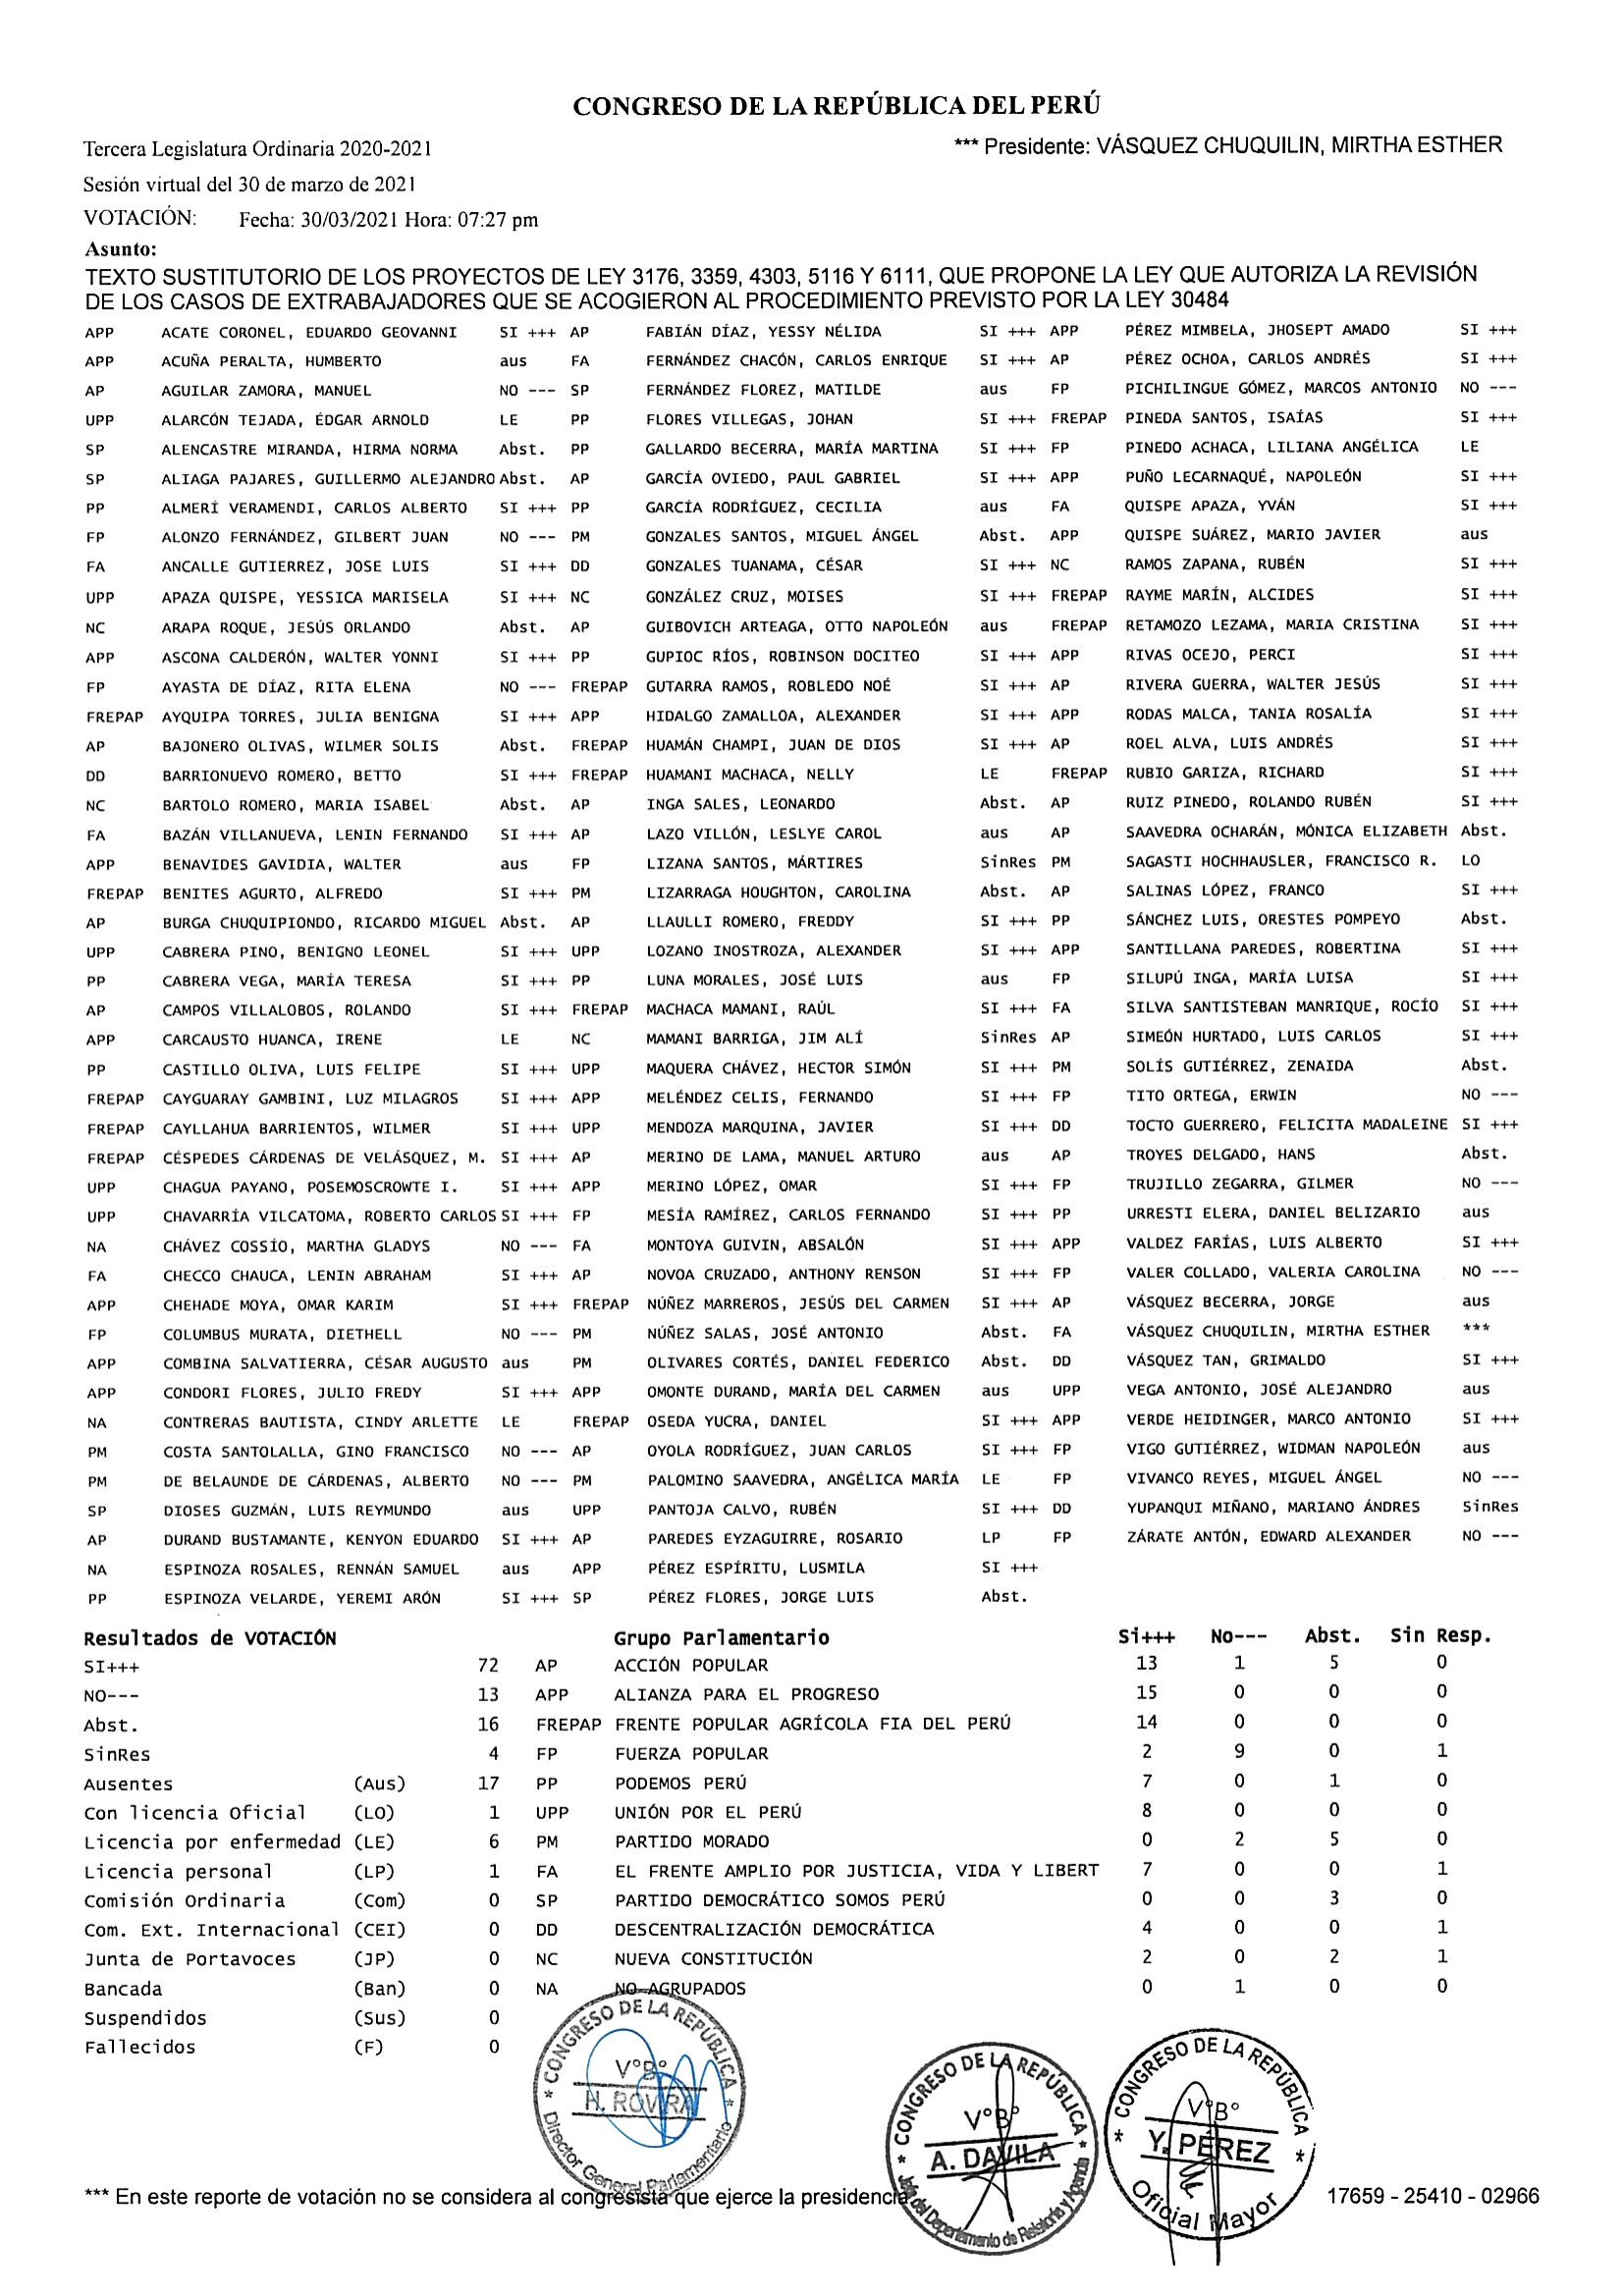 CONGRESO DE LA REPÚBLICA DEL PERÚ
Tercera Legislatura Ordinaria 2020-2021 *** Presidente: VÁSQUEZ CHUQUILIN, MIRTHA ESTHER
Sesión virtual del 30 de marzo de 2021
VOTACIÓN: Fecha: 30/03/2021 Hora: 07:27 pm
Asunto:
TEXTO SUSTITUTORIO DE LOS PROYECTOS DE LEY 3176, 3359, 4303, 5116 Y 6111, QUE PROPONE LA LEY QUE AUTORIZA LA REVISIÓN
DE LOS CASOS DE EXTRABAJADORES QUE SE ACOGIERON AL PROCEDIMIENTO PREVISTO POR LA LEY 30484
APP ACATE CORONEL, EDUARDO GEOVANNI SI +++ AP FABIÁN DÍAZ, YESSY NÉLIDA SI +++ APP PÉREZ MIMBELA, JHOSEPT AMADO SI +++
APP ACUÑA PERALTA, HUMBERTO aus FA FERNÁNDEZ CHACÓN, CARLOS ENRIQUE SI +++ AP PÉREZ OCHOA, CARLOS ANDRÉS SI +++
AP AGUILAR ZAMORA, MANUEL NO --- SP FERNÁNDEZ FLOREZ, MATILDE aus FP PICHILINGUE GÓMEZ, MARCOS ANTONIO NO ---
UPP ALARCÓN TEJADA, ÉDGAR ARNOLD LE PP FLORES VILLEGAS, JOHAN SI +++ FREPAP PINEDA SANTOS, ISAÍAS SI +++
SP ALENCASTRE MIRANDA, HIRMA NORMA Abst. PP GALLARDO BECERRA, MARÍA MARTINA SI +++ FP PINEDO ACHACA, LILIANA ANGÉLICA LE
SP ALIAGA PAJARES, GUILLERMO ALEJANDRO Abst. AP GARCÍA OVIEDO, PAUL GABRIEL SI +++ APP PUÑO LECARNAQUÉ, NAPOLEÓN SI +++
PP ALMERÍ VERAMENDI, CARLOS ALBERTO SI +++ PP GARCÍA RODRÍGUEZ, CECILIA aus FA QUISPE APAZA, YVÁN SI +++
FP ALONZO FERNÁNDEZ, GILBERT JUAN NO --- PM GONZALES SANTOS, MIGUEL ÁNGEL Abst. APP QUISPE SUÁREZ, MARIO JAVIER aus
FA ANCALLE GUTIERREZ, JOSE LUIS SI +++ DD GONZALES TUANAMA, CÉSAR SI +++ NC RAMOS ZAPANA, RUBÉN SI +++
UPP APAZA QUISPE, YESSICA MARISELA SI +++ NC GONZÁLEZ CRUZ, MOISES SI +++ FREPAP RAYME MARÍN, ALCIDES SI +++
NC ARAPA ROQUE, JESÚS ORLANDO Abst. AP GUIBOVICH ARTEAGA, OTTO NAPOLEÓN aus FREPAP RETAMOZO LEZAMA, MARIA CRISTINA SI +++
APP ASCONA CALDERÓN, WALTER YONNI SI +++ PP GUPIOC RÍOS, ROBINSON DOCITEO SI +++ APP RIVAS OCEJO, PERCI SI +++
FP AYASTA DE DÍAZ, RITA ELENA NO --- FREPAP GUTARRA RAMOS, ROBLEDO NOÉ SI +++ AP RIVERA GUERRA, WALTER JESÚS SI +++
FREPAP AYQUIPA TORRES, JULIA BENIGNA SI +++ APP HIDALGO ZAMALLOA, ALEXANDER SI +++ APP RODAS MALCA, TANIA ROSALÍA SI +++
AP BAJONERO OLIVAS, WILMER SOLIS Abst. FREPAP HUAMÁN CHAMPI, JUAN DE DIOS SI +++ AP ROEL ALVA, LUIS ANDRÉS SI +++
DD BARRIONUEVO ROMERO, BETTO SI +++ FREPAP HUAMANI MACHACA, NELLY LE FREPAP RUBIO GARIZA, RICHARD SI +++
NC BARTOLO ROMERO, MARIA ISABEL Abst. AP INGA SALES, LEONARDO Abst. AP RUIZ PINEDO, ROLANDO RUBÉN SI +++
FA BAZÁN VILLANUEVA, LENIN FERNANDO SI +++ AP LAZO VILLÓN, LESLYE CAROL aus AP SAAVEDRA OCHARÁN, MÓNICA ELIZABETH Abst.
APP BENAVIDES GAVIDIA, WALTER aus FP LIZANA SANTOS, MÁRTIRES SinRes PM SAGASTI HOCHHAUSLER, FRANCISCO R. LO
FREPAP BENITES AGURTO, ALFREDO SI +++ PM LIZARRAGA HOUGHTON, CAROLINA Abst. AP SALINAS LÓPEZ, FRANCO SI +++
AP BURGA CHUQUIPIONDO, RICARDO MIGUEL Abst. AP LLAULLI ROMERO, FREDDY SI +++ PP SÁNCHEZ LUIS, ORESTES POMPEYO Abst.
UPP CABRERA PINO, BENIGNO LEONEL SI +++ UPP LOZANO INOSTROZA, ALEXANDER SI +++ APP SANTILLANA PAREDES, ROBERTINA SI +++
PP CABRERA VEGA, MARÍA TERESA SI +++ PP LUNA MORALES, JOSÉ LUIS aus FP SILUPÚ INGA, MARÍA LUISA SI +++
AP CAMPOS VILLALOBOS, ROLANDO SI +++ FREPAP MACHACA MAMANI, RAÚL SI +++ FA SILVA SANTISTEBAN MANRIQUE, ROCÍO SI +++
APP CARCAUSTO HUANCA, IRENE LE NC MAMANI BARRIGA, JIM ALÍ SinRes AP SIMEÓN HURTADO, LUIS CARLOS SI +++
PP CASTILLO OLIVA, LUIS FELIPE SI +++ UPP MAQUERA CHÁVEZ, HECTOR SIMÓN SI +++ PM SOLÍS GUTIÉRREZ, ZENAIDA Abst.
FREPAP CAYGUARAY GAMBINI, LUZ MILAGROS SI +++ APP MELÉNDEZ CELIS, FERNANDO SI +++ FP TITO ORTEGA, ERWIN NO ---
FREPAP CAYLLAHUA BARRIENTOS, WILMER SI +++ UPP MENDOZA MARQUINA, JAVIER SI +++ DD TOCTO GUERRERO, FELICITA MADALEINE SI +++
FREPAP CÉSPEDES CÁRDENAS DE VELÁSQUEZ, M. SI +++ AP MERINO DE LAMA, MANUEL ARTURO aus AP TROYES DELGADO, HANS Abst.
UPP CHAGUA PAYANO, POSEMOSCROWTE I. SI +++ APP MERINO LÓPEZ, OMAR SI +++ FP TRUJILLO ZEGARRA, GILMER NO ---
UPP CHAVARRÍA VILCATOMA, ROBERTO CARLOS SI +++ FP MESÍA RAMÍREZ, CARLOS FERNANDO SI +++ PP URRESTI ELERA, DANIEL BELIZARIO aus
NA CHÁVEZ COSSÍO, MARTHA GLADYS NO --- FA MONTOYA GUIVIN, ABSALÓN SI +++ APP VALDEZ FARÍAS, LUIS ALBERTO SI +++
FA CHECCO CHAUCA, LENIN ABRAHAM SI +++ AP NOVOA CRUZADO, ANTHONY RENSON SI +++ FP VALER COLLADO, VALERIA CAROLINA NO ---
APP CHEHADE MOYA, OMAR KARIM SI +++ FREPAP NÚÑEZ MARREROS, JESÚS DEL CARMEN SI +++ AP VÁSQUEZ BECERRA, JORGE aus
FP COLUMBUS MURATA, DIETHELL NO --- PM NÚÑEZ SALAS, JOSÉ ANTONIO Abst. FA VÁSQUEZ CHUQUILIN, MIRTHA ESTHER ***
APP COMBINA SALVATIERRA, CÉSAR AUGUSTO aus PM OLIVARES CORTÉS, DANIEL FEDERICO Abst. DD VÁSQUEZ TAN, GRIMALDO SI +++
APP CONDORI FLORES, JULIO FREDY SI +++ APP OMONTE DURAND, MARÍA DEL CARMEN aus UPP VEGA ANTONIO, JOSÉ ALEJANDRO aus
NA CONTRERAS BAUTISTA, CINDY ARLETTE LE FREPAP OSEDA YUCRA, DANIEL SI +++ APP VERDE HEIDINGER, MARCO ANTONIO SI +++
PM COSTA SANTOLALLA, GINO FRANCISCO NO --- AP OYOLA RODRÍGUEZ, JUAN CARLOS SI +++ FP VIGO GUTIÉRREZ, WIDMAN NAPOLEÓN aus
PM DE BELAUNDE DE CÁRDENAS, ALBERTO NO --- PM PALOMINO SAAVEDRA, ANGÉLICA MARÍA LE FP VIVANCO REYES, MIGUEL ÁNGEL NO ---
SP DIOSES GUZMÁN, LUIS REYMUNDO aus UPP PANTOJA CALVO, RUBÉN SI +++ DD YUPANQUI MIÑANO, MARIANO ÁNDRES SinRes
AP DURAND BUSTAMANTE, KENYON EDUARDO SI +++ AP PAREDES EYZAGUIRRE, ROSARIO LP FP ZÁRATE ANTÓN, EDWARD ALEXANDER NO ---
NA ESPINOZA ROSALES, RENNÁN SAMUEL aus APP PÉREZ ESPÍRITU, LUSMILA SI +++
PP ESPINOZA VELARDE, YEREMI ARÓN SI +++ SP PÉREZ FLORES, JORGE LUIS Abst.
Resultados de VOTACIÓN Grupo Parlamentario Si+++ No--- Abst. Sin Resp.
SI+++ 72 AP ACCIÓN POPULAR 13 1 5 0
NO--- 13 APP ALIANZA PARA EL PROGRESO 15 0 0 0
Abst. 16 FREPAP FRENTE POPULAR AGRÍCOLA FIA DEL PERÚ 14 0 0 0
SinRes 4 FP FUERZA POPULAR 2 9 0 1
Ausentes (Aus) 17 PP PODEMOS PERÚ 7 0 1 0
Con licencia Oficial (LO) 1 UPP UNIÓN POR EL PERÚ 8 0 0 0
Licencia por enfermedad (LE) 6 PM PARTIDO MORADO 0 2 5 0
Licencia personal (LP) 1 FA EL FRENTE AMPLIO POR JUSTICIA, VIDA Y LIBERT 7 0 0 1
Comisión Ordinaria (Com) 0 SP PARTIDO DEMOCRÁTICO SOMOS PERÚ 0 0 3 0
Com. Ext. Internacional (CEI) 0 DD DESCENTRALIZACIÓN DEMOCRÁTICA 4 0 0 1
Junta de Portavoces (JP) 0 NC NUEVA CONSTITUCIÓN 2 0 2 1
Bancada (Ban) 0 NA NO AGRUPADOS 0 1 0 0
Suspendidos (Sus) 0
Fallecidos (F) 0
* CONGRESO DE LA REPÚBLICA *
V°B°
H. ROVIRA
Director General Parlamentario
* CONGRESO DE LA REPÚBLICA *
V°B°
A. DAVILA
Jefa del Departamento de Relatoría y Agenda
* CONGRESO DE LA REPÚBLICA *
V°B°
Y. PÉREZ
Oficial Mayor
*** En este reporte de votación no se considera al congresista que ejerce la presidencia. 17659 - 25410 - 02966